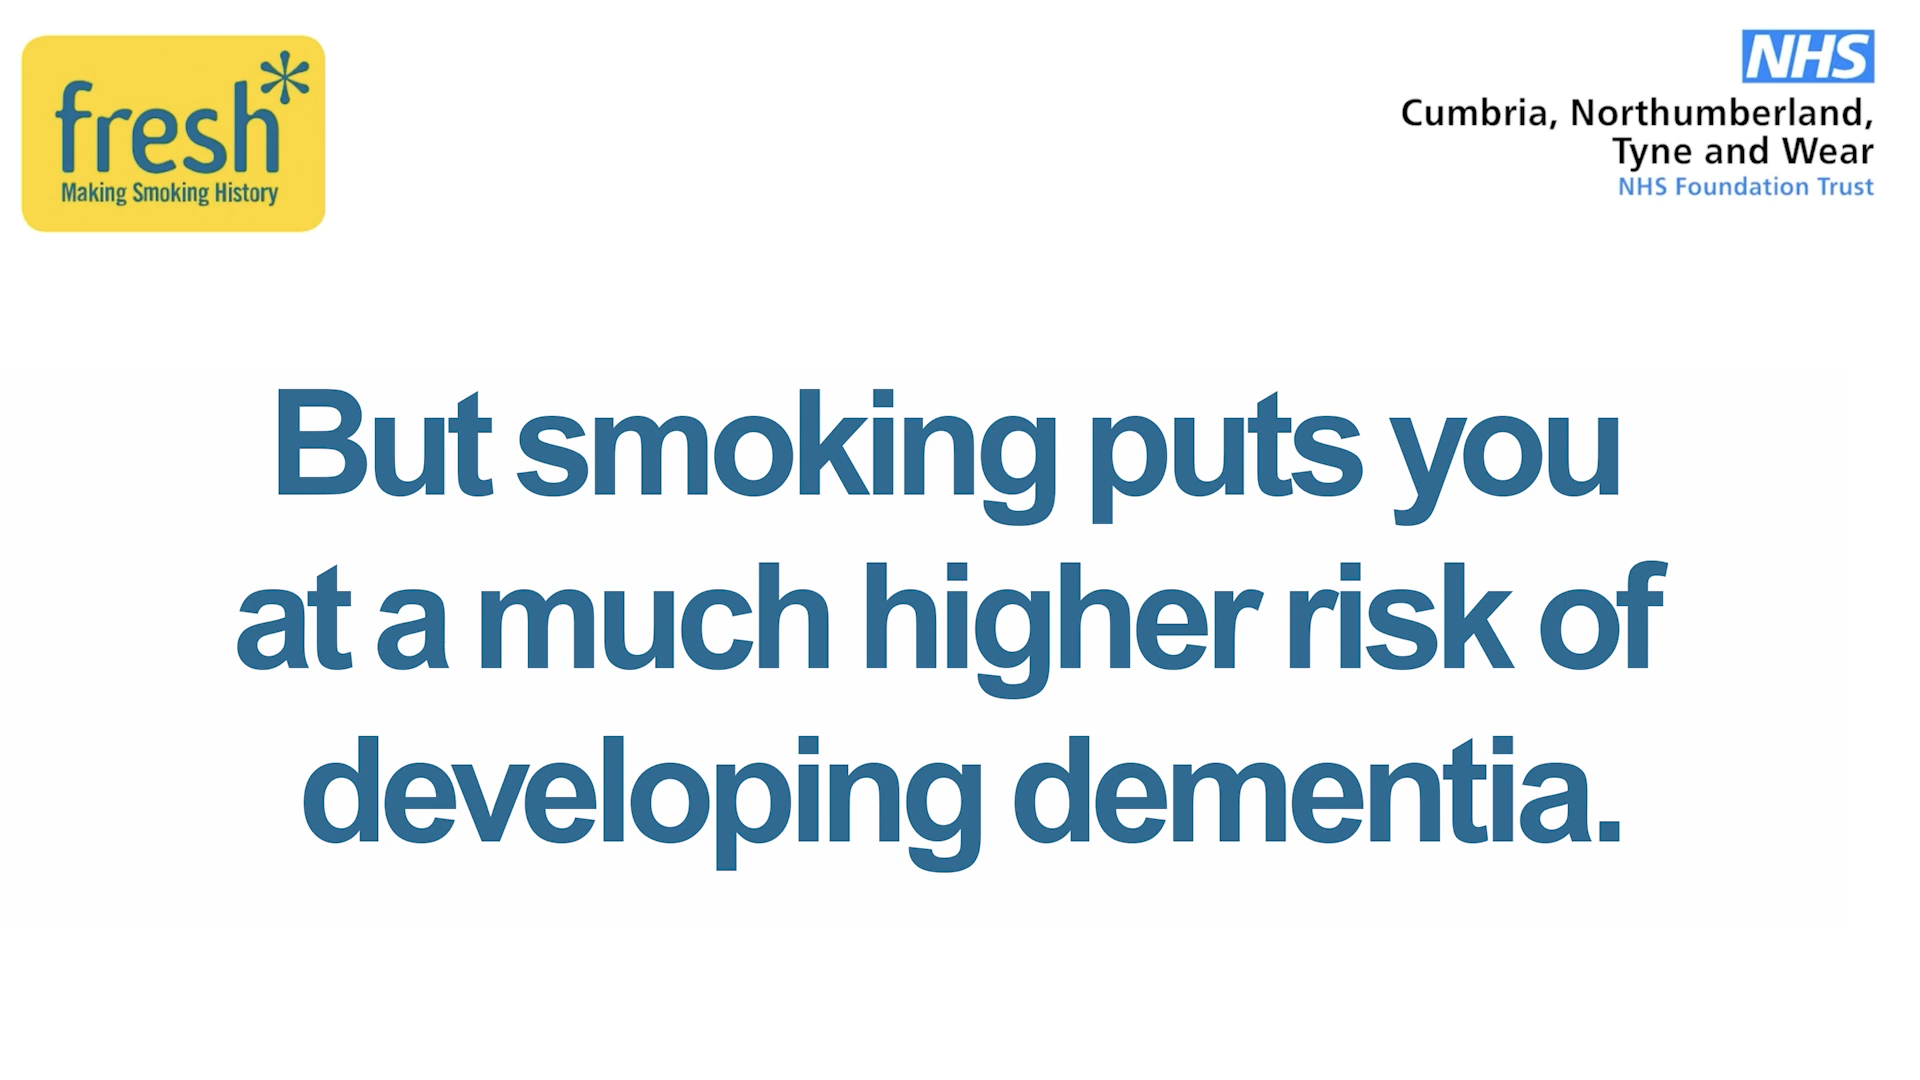 fresh*
Making Smoking History
NHS
Cumbria, Northumberland,
Tyne and Wear
NHS Foundation Trust
But smoking puts you
at a much higher risk of
developing dementia.